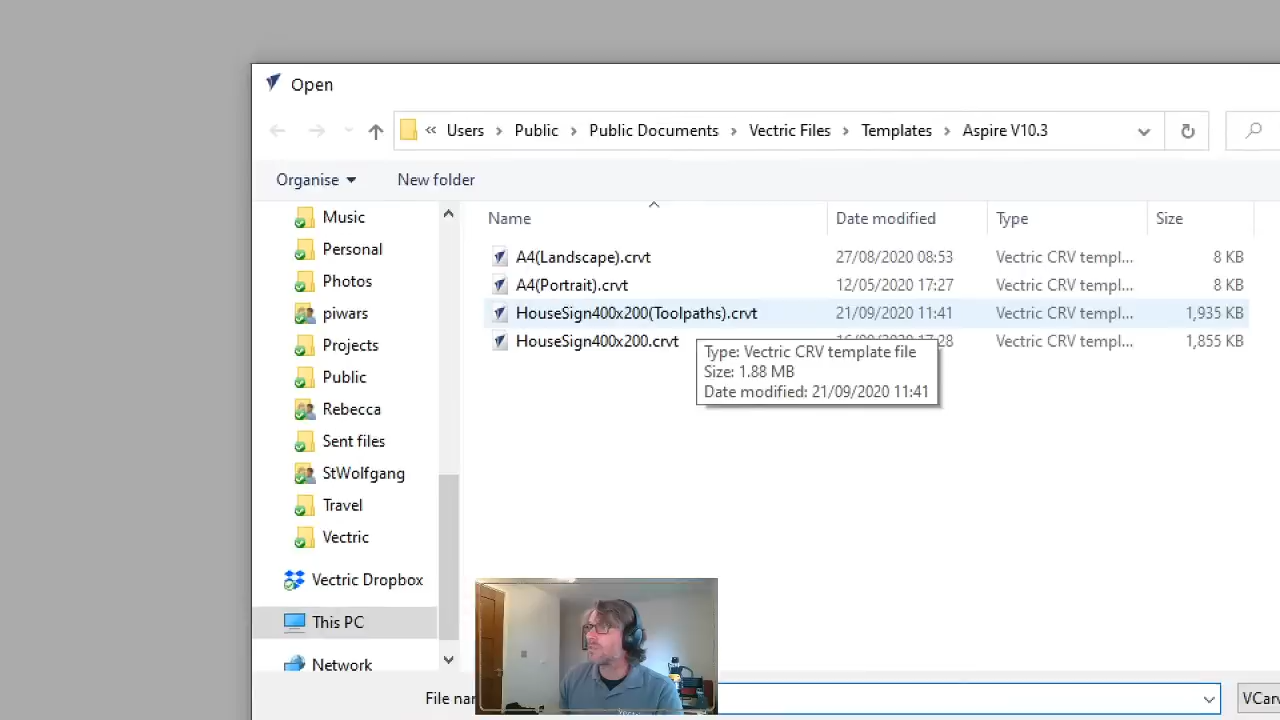 Open
« Users > Public > Public Documents > Vectric Files > Templates > Aspire V10.3
Organise New folder
Name Date modified Type Size
Music
Personal
Photos
piwars
Projects
Public
Rebecca
Sent files
StWolfgang
Travel
Vectric
Vectric Dropbox
This PC
Network
A4(Landscape).crvt 27/08/2020 08:53 Vectric CRV templ... 8 KB
A4(Portrait).crvt 12/05/2020 17:27 Vectric CRV templ... 8 KB
HouseSign400x200(Toolpaths).crvt 21/09/2020 11:41 Vectric CRV templ... 1,935 KB
HouseSign400x200.crvt Vectric CRV templ... 1,855 KB
Type: Vectric CRV template file
Size: 1.88 MB
Date modified: 21/09/2020 11:41
File nam VCar